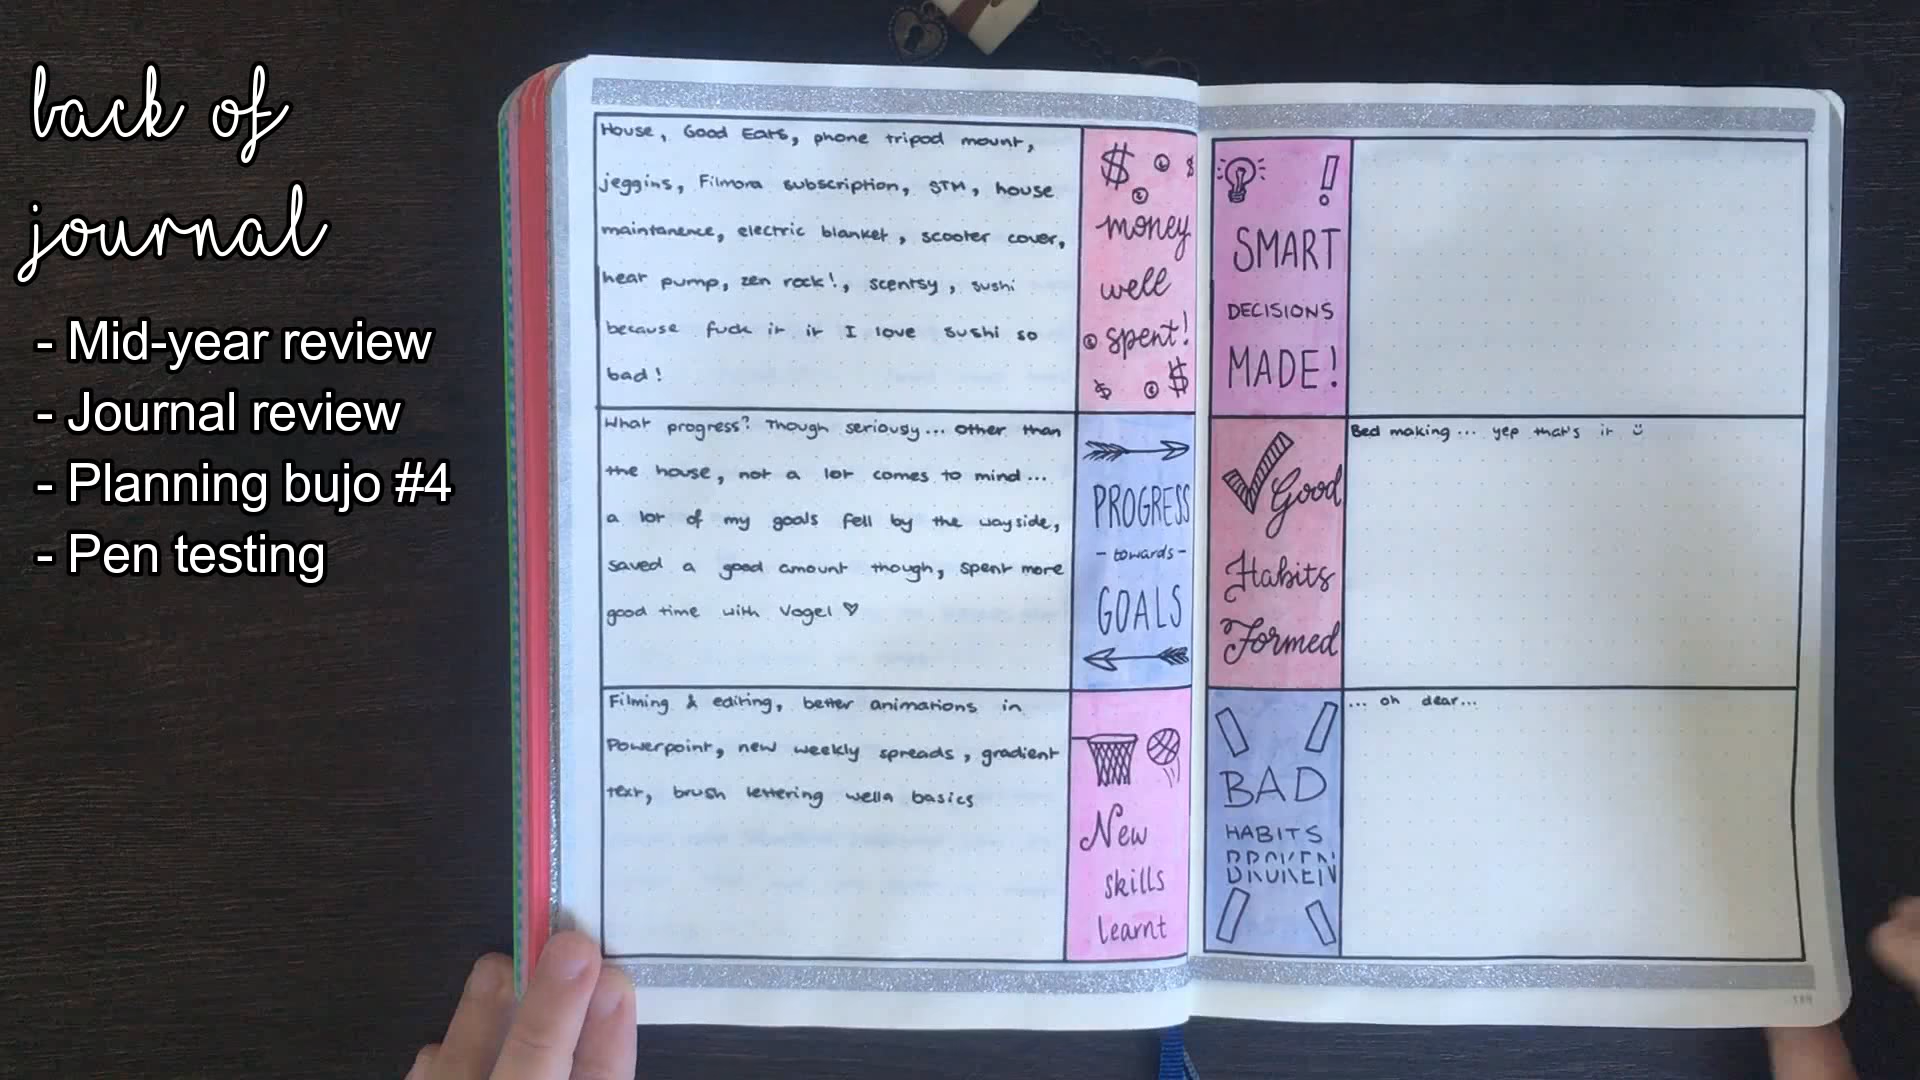 back of
journal
- Mid-year review
- Journal review
- Planning bujo #4
- Pen testing
House, Good Eats, phone tripod mount,
jeggins, Filmora subscription, STM, house
maintanence, electric blanket, scooter cover,
heat pump, zen rock!, scentsy, sushi
because fuck it it I love sushi so
bad!
$ $
money
well
spent!
$ $
What progress? Though seriously... other than
the house, not a lot comes to mind...
a lot of my goals fell by the wayside,
saved a good amount though, spent more
good time with Vogel ♡
PROGRESS
- towards -
GOALS
Filming & editing, better animations in
Powerpoint, new weekly spreads, gradient
text, brush lettering wella basics
New
skills
learnt
!
SMART
DECISIONS
MADE!
Good
Habits
Formed
Bed making... yep that's it
BAD
HABITS
BROKEN
... oh dear...